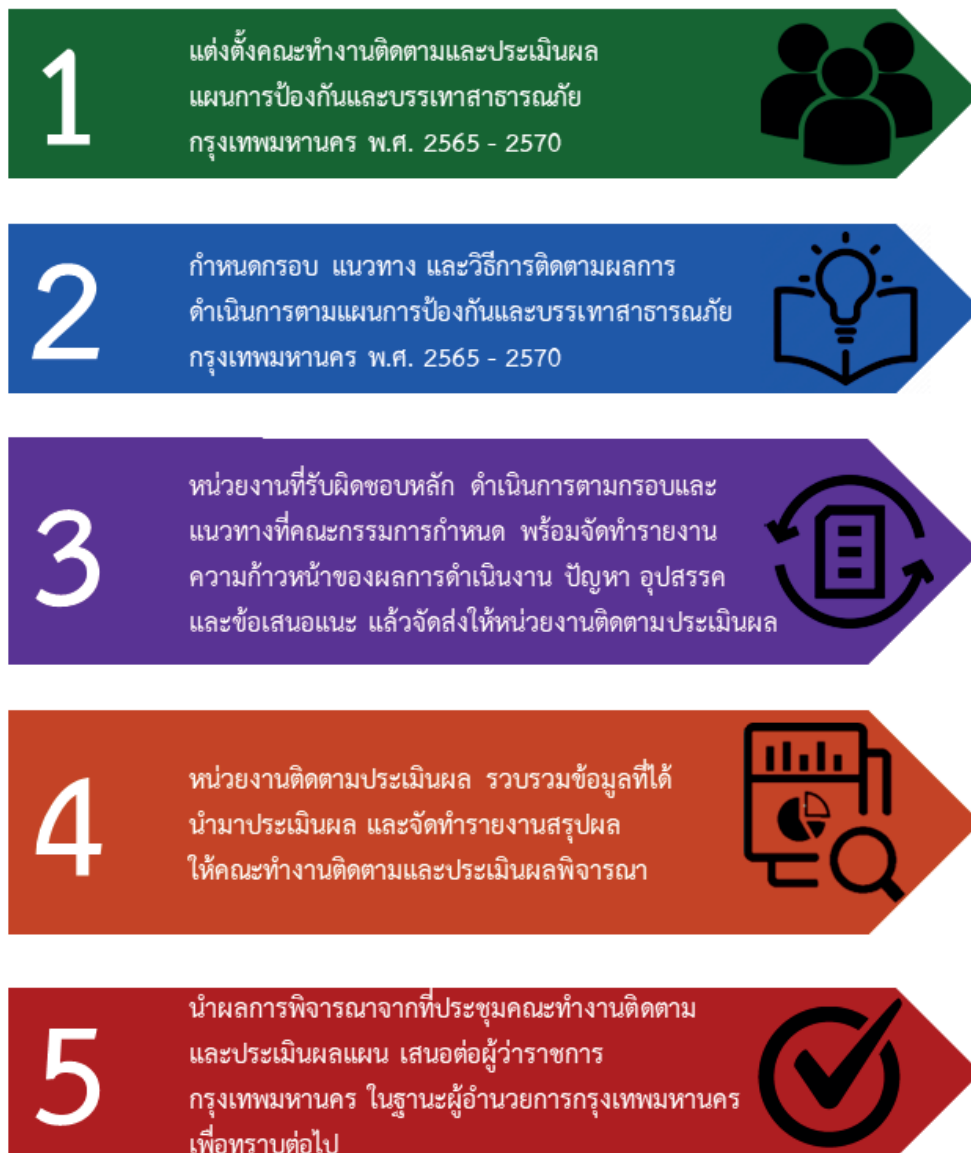 1
แต่งตั้งคณะทำงานติดตามและประเมินผล
แผนการป้องกันและบรรเทาสาธารณภัย
กรุงเทพมหานคร พ.ศ. 2565 - 2570
2
กำหนดกรอบ แนวทาง และวิธีการติดตามผลการ
ดำเนินการตามแผนการป้องกันและบรรเทาสาธารณภัย
กรุงเทพมหานคร พ.ศ. 2565 - 2570
3
หน่วยงานที่รับผิดชอบหลัก ดำเนินการตามกรอบและ
แนวทางที่คณะกรรมการกำหนด พร้อมจัดทำรายงาน
ความก้าวหน้าของผลการดำเนินงาน ปัญหา อุปสรรค
และข้อเสนอแนะ แล้วจัดส่งให้หน่วยงานติดตามประเมินผล
4
หน่วยงานติดตามประเมินผล รวบรวมข้อมูลที่ได้
นำมาประเมินผล และจัดทำรายงานสรุปผล
ให้คณะทำงานติดตามและประเมินผลพิจารณา
5
นำผลการพิจารณาจากที่ประชุมคณะทำงานติดตาม
และประเมินผลแผน เสนอต่อผู้ว่าราชการ
กรุงเทพมหานคร ในฐานะผู้อำนวยการกรุงเทพมหานคร
เพื่อทราบต่อไป